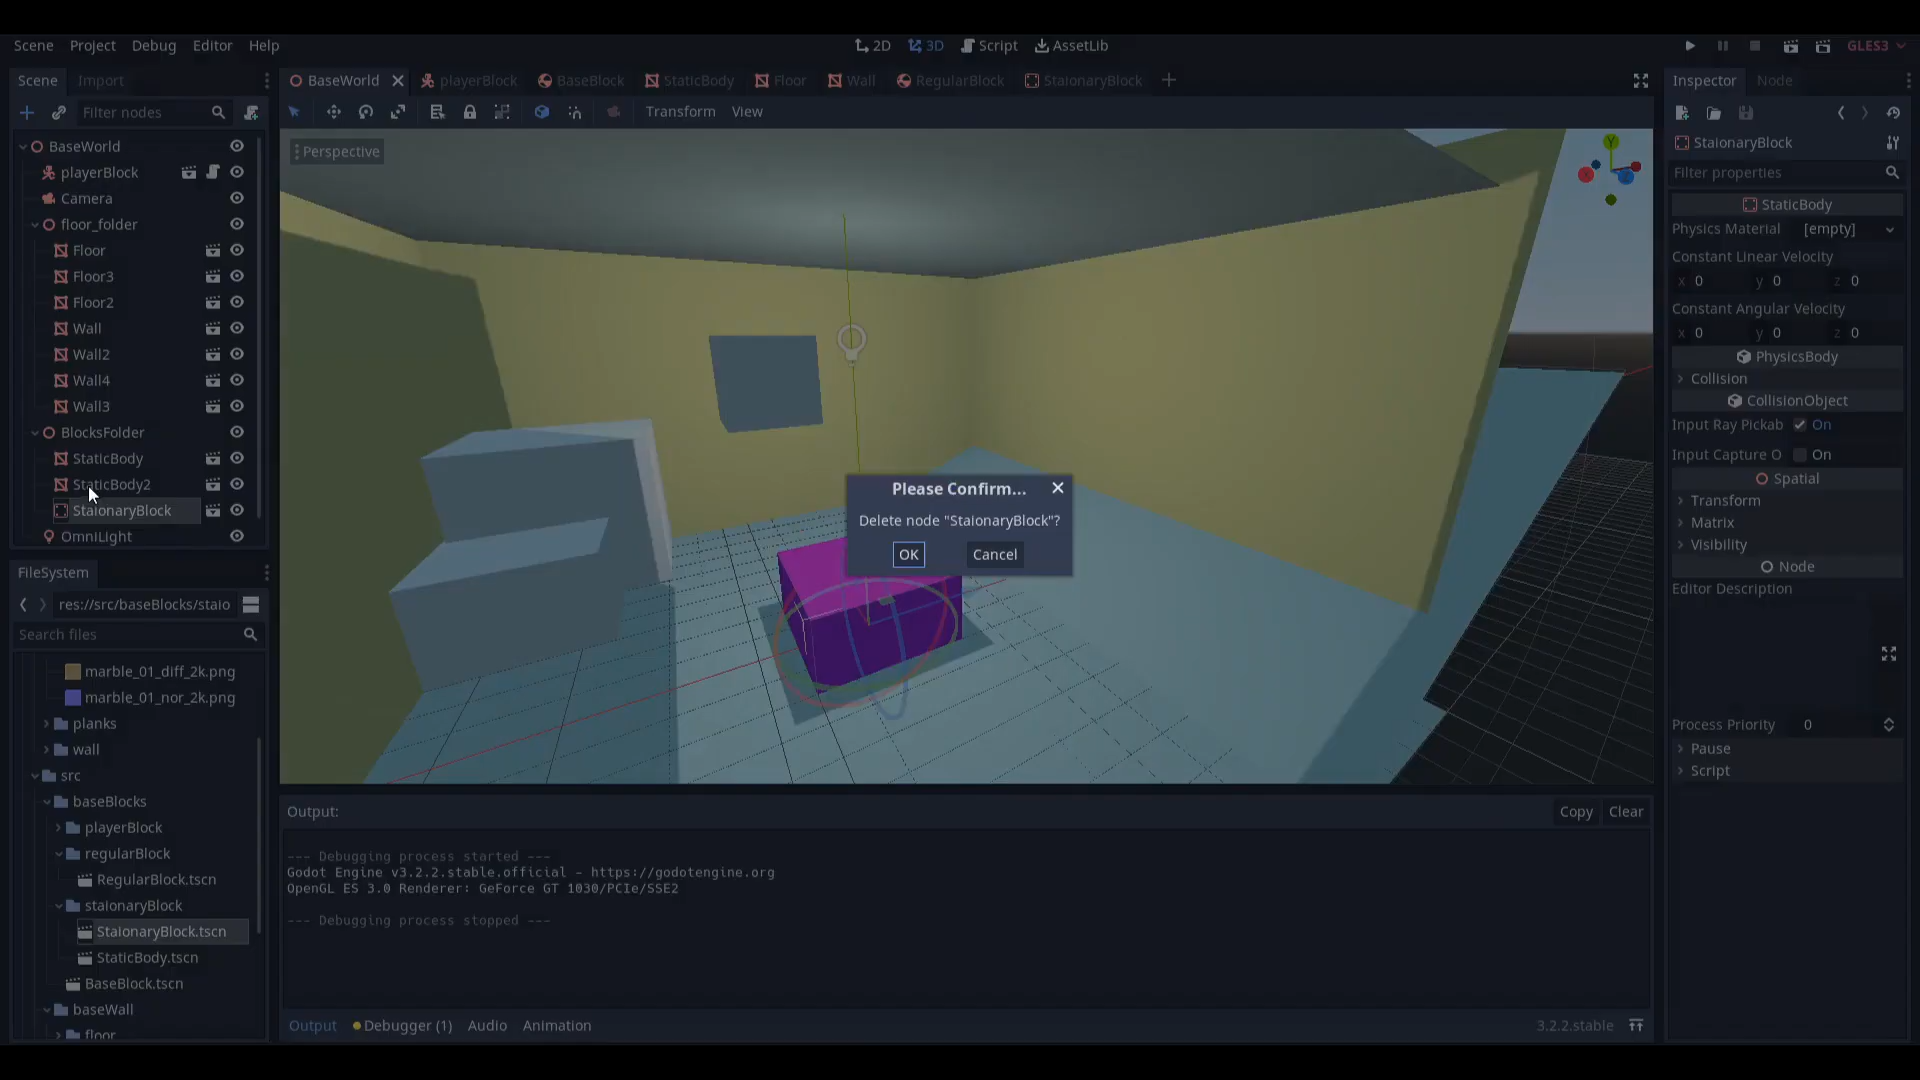 Scene Project Debug Editor Help
2D 3D Script AssetLib
GLES3
Scene Import
BaseWorld playerBlock BaseBlock StaticBody Floor Wall RegularBlock StaionaryBlock
Inspector Node
Filter nodes
Transform View
Perspective
BaseWorld
playerBlock
Camera
floor_folder
Floor
Floor3
Floor2
Wall
Wall2
Wall4
Wall3
BlocksFolder
StaticBody
StaticBody2
StaionaryBlock
OmniLight
FileSystem
res://src/baseBlocks/staio
Search files
marble_01_diff_2k.png
marble_01_nor_2k.png
planks
wall
src
baseBlocks
playerBlock
regularBlock
RegularBlock.tscn
staionaryBlock
StaionaryBlock.tscn
StaticBody.tscn
BaseBlock.tscn
baseWall
floor
Y
Please Confirm...
Delete node "StaIonaryBlock"?
OK Cancel
Output:
Copy Clear
--- Debugging process started ---
Godot Engine v3.2.2.stable.official - https://godotengine.org
OpenGL ES 3.0 Renderer: GeForce GT 1030/PCIe/SSE2
--- Debugging process stopped ---
Output Debugger (1) Audio Animation
3.2.2.stable
StaionaryBlock
Filter properties
StaticBody
Physics Material [empty]
Constant Linear Velocity
x 0 y 0 z 0
Constant Angular Velocity
x 0 y 0 z 0
PhysicsBody
Collision
CollisionObject
Input Ray Pickab On
Input Capture O On
Spatial
Transform
Matrix
Visibility
Node
Editor Description
Process Priority 0
Pause
Script